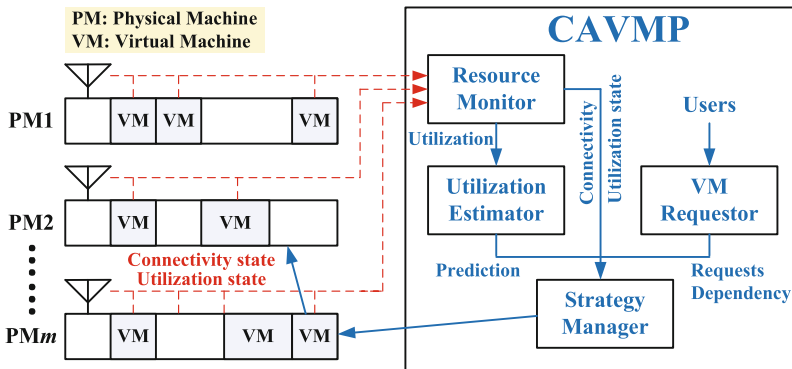 PM: Physical Machine
VM: Virtual Machine
CAVMP
PM1
VM
VM
VM
Resource
Monitor
Users
Utilization
Connectivity
Utilization state
PM2
VM
VM
Utilization
Estimator
VM
Requestor
Connectivity state
Utilization state
Prediction
Requests
Dependency
PMm
VM
VM
VM
Strategy
Manager